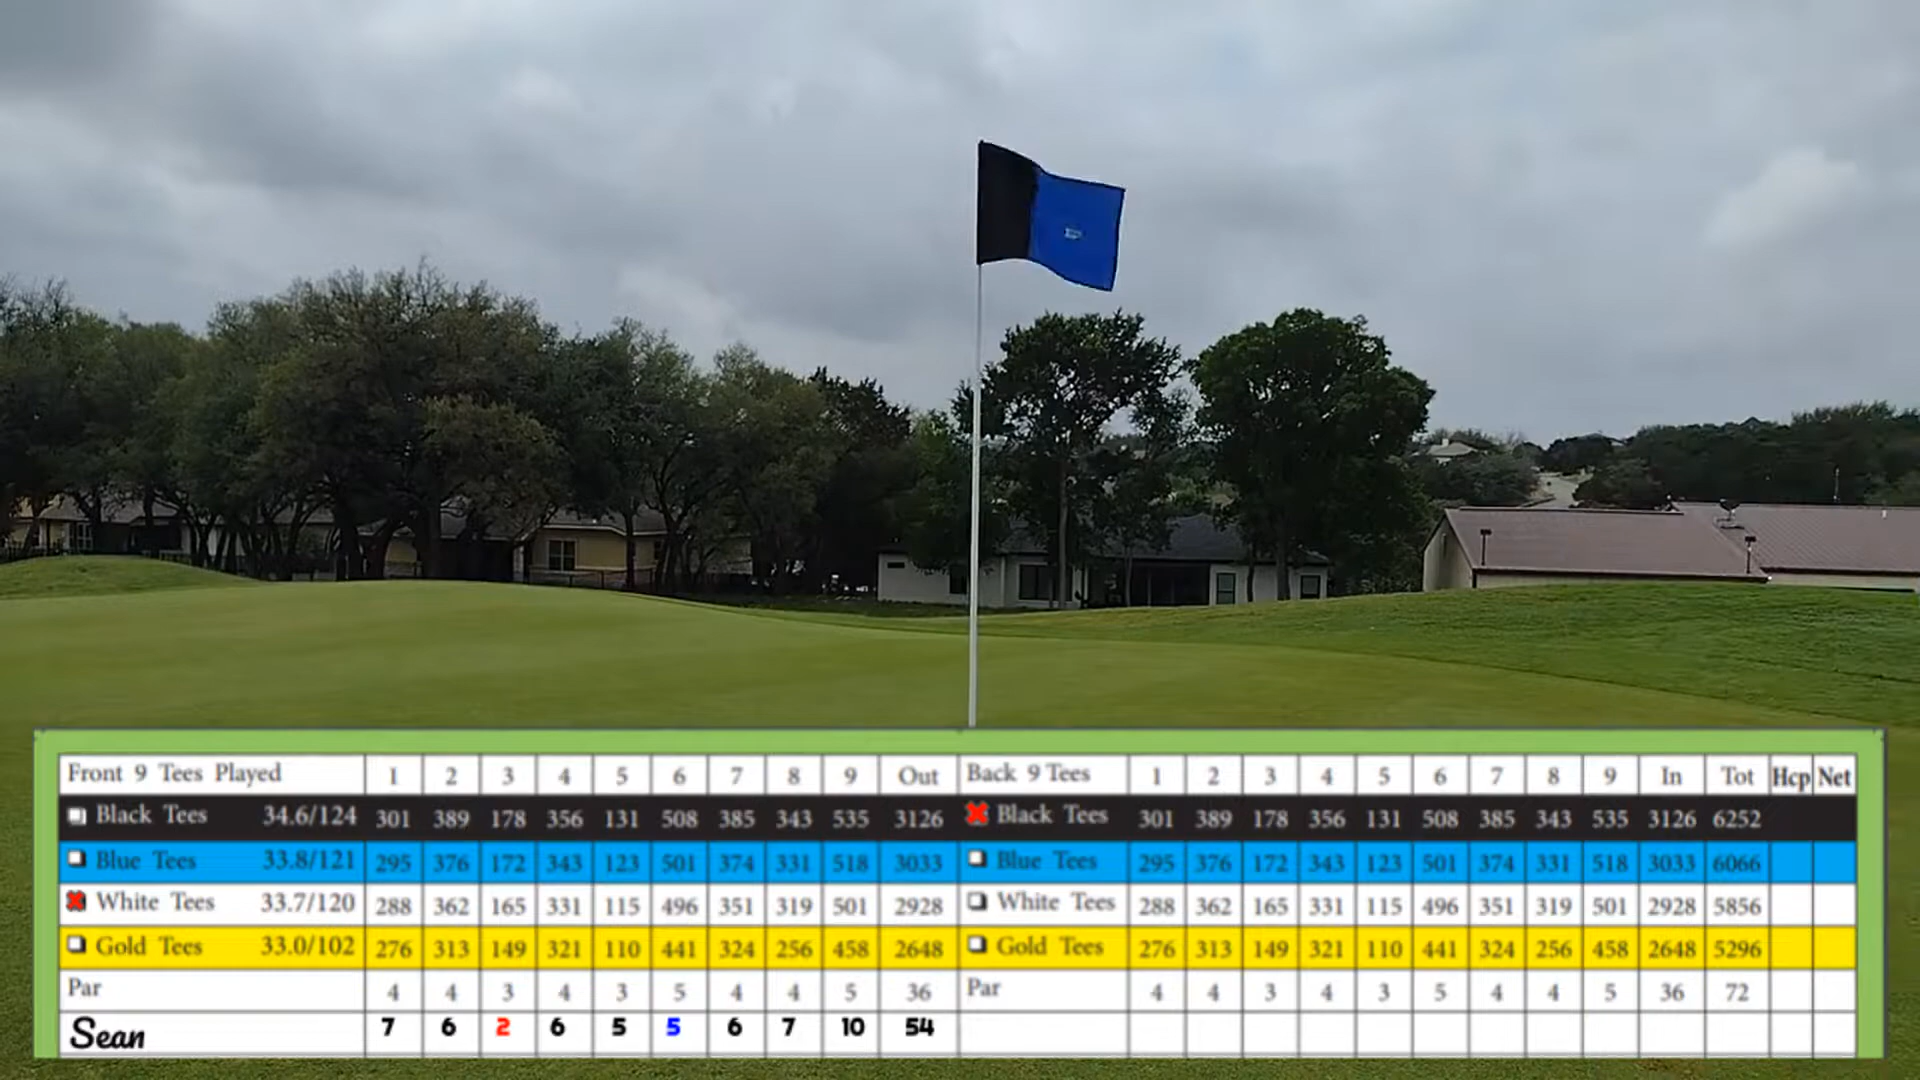 Front 9 Tees Played 1 2 3 4 5 6 7 8 9 Out Back 9 Tees 1 2 3 4 5 6 7 8 9 In Tot Hcp Net
Black Tees 34.6/124 301 389 178 356 131 508 385 343 535 3126 Black Tees 301 389 178 356 131 508 385 343 535 3126 6252
Blue Tees 33.8/121 295 376 172 343 123 501 374 331 518 3033 Blue Tees 295 376 172 343 123 501 374 331 518 3033 6066
White Tees 33.7/120 288 362 165 331 115 496 351 319 501 2928 White Tees 288 362 165 331 115 496 351 319 501 2928 5856
Gold Tees 33.0/102 276 313 149 321 110 441 324 256 458 2648 Gold Tees 276 313 149 321 110 441 324 256 458 2648 5296
Par 4 4 3 4 3 5 4 4 5 36 Par 4 4 3 4 3 5 4 4 5 36 72
Sean 7 6 2 6 5 5 6 7 10 54